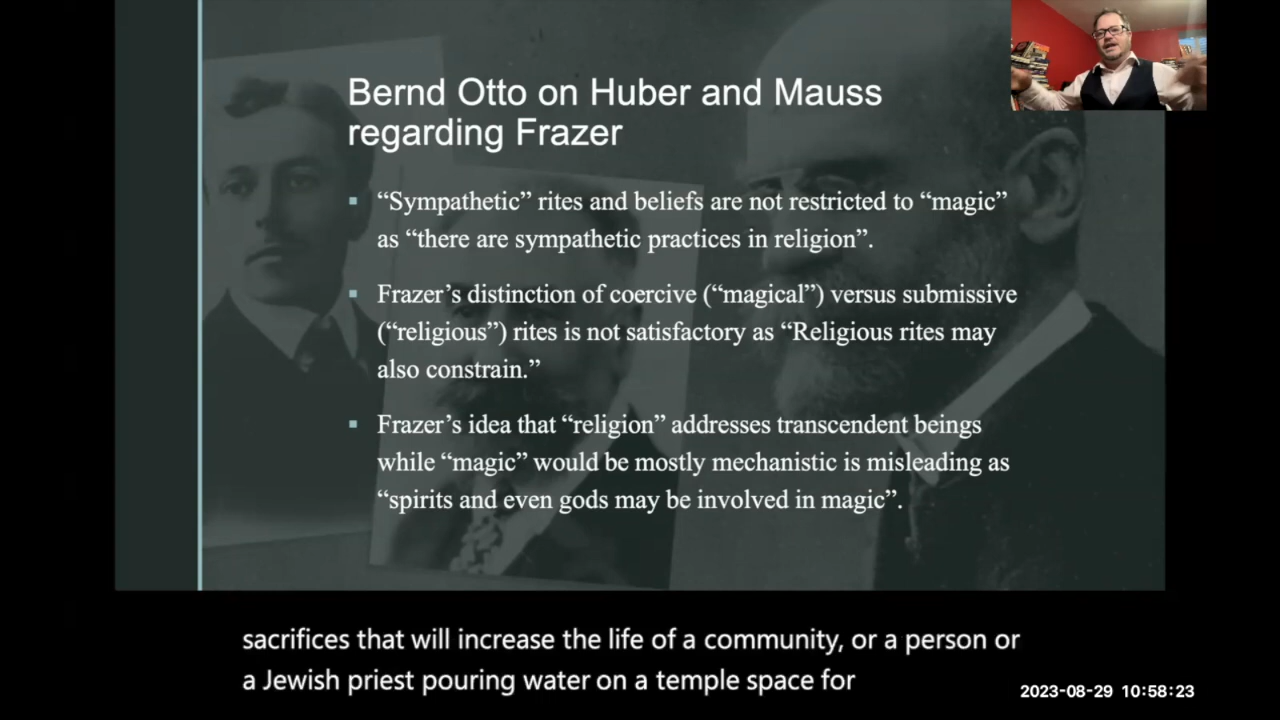 Bernd Otto on Huber and Mauss
regarding Frazer
“Sympathetic” rites and beliefs are not restricted to “magic”
as “there are sympathetic practices in religion”.
Frazer’s distinction of coercive (“magical”) versus submissive
(“religious”) rites is not satisfactory as “Religious rites may
also constrain.”
Frazer’s idea that “religion” addresses transcendent beings
while “magic” would be mostly mechanistic is misleading as
“spirits and even gods may be involved in magic”.
sacrifices that will increase the life of a community, or a person or
a Jewish priest pouring water on a temple space for
2023-08-29 10:58:23